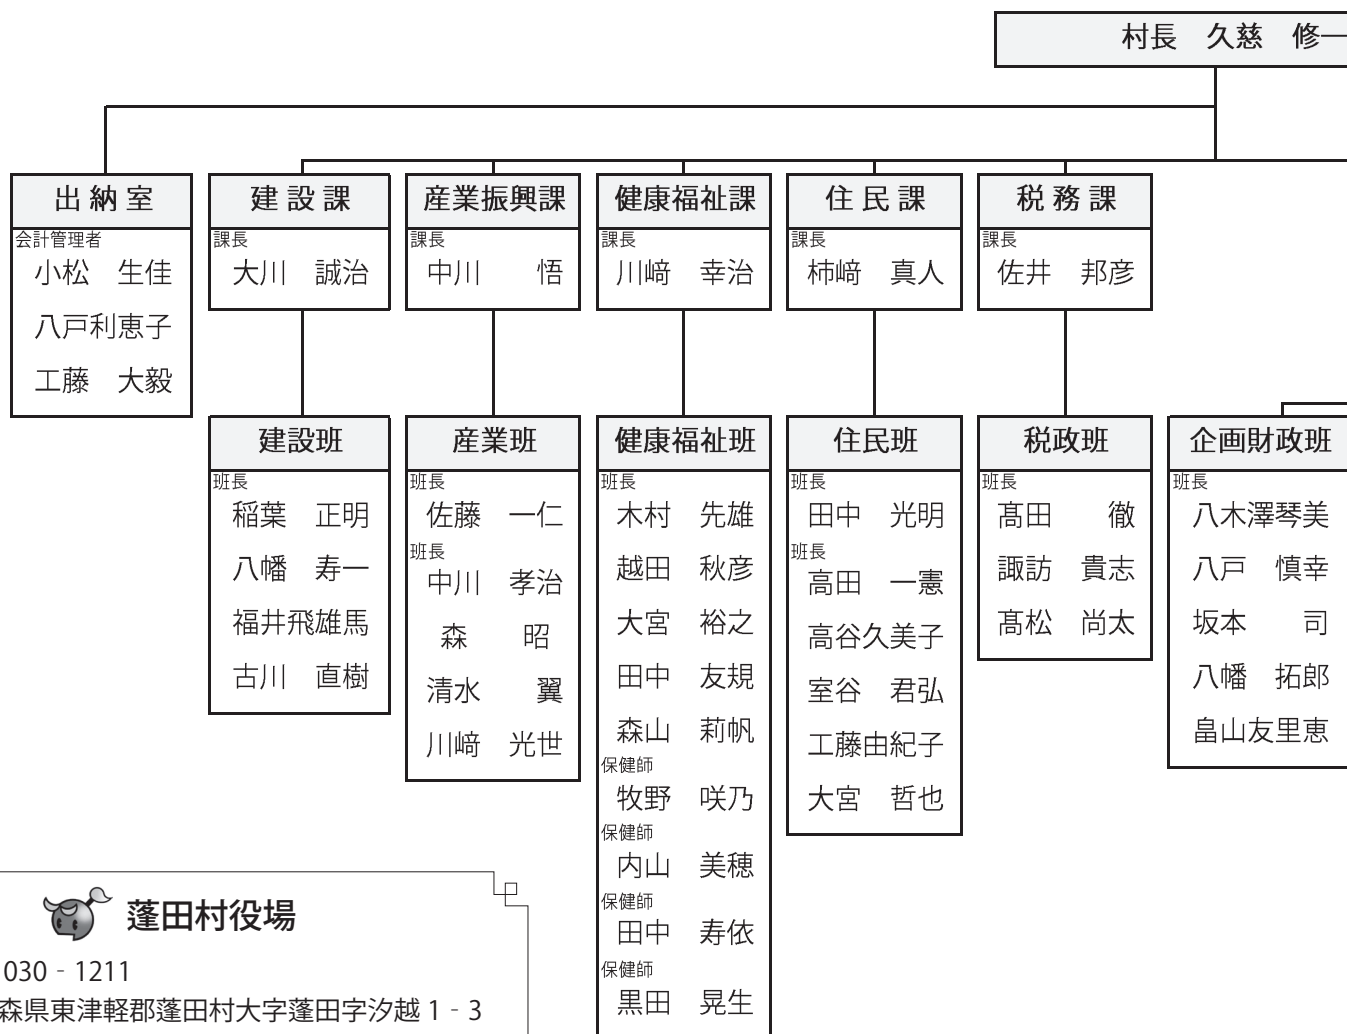 村長　久慈　修一
出納室
会計管理者
小松　生佳
八戸利恵子
工藤　大毅
建設課
課長
大川　誠治
産業振興課
課長
中川　悟
健康福祉課
課長
川﨑　幸治
住民課
課長
柿﨑　真人
税務課
課長
佐井　邦彦
建設班
班長
稲葉　正明
八幡　寿一
福井飛雄馬
古川　直樹
産業班
班長
佐藤　一仁
班長
中川　孝治
森　昭
清水　翼
川﨑　光世
健康福祉班
班長
木村　先雄
越田　秋彦
大宮　裕之
田中　友規
森山　莉帆
保健師
牧野　咲乃
保健師
内山　美穂
保健師
田中　寿依
保健師
黒田　晃生
住民班
班長
田中　光明
班長
高田　一憲
高谷久美子
室谷　君弘
工藤由紀子
大宮　哲也
税政班
班長
髙田　徹
諏訪　貴志
髙松　尚太
企画財政班
班長
八木澤琴美
八戸　慎幸
坂本　司
八幡　拓郎
畠山友里恵
蓬田村役場
030‐1211
森県東津軽郡蓬田村大字蓬田字汐越1‐3